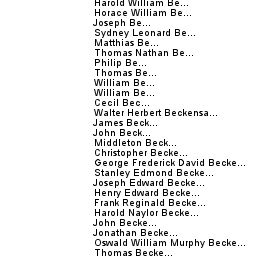 Harold William Be...
Horace William Be...
Joseph Be...
Sydney Leonard Be...
Matthias Be...
Thomas Nathan Be...
Philip Be...
Thomas Be...
William Be...
William Be...
Cecil Bec...
Walter Herbert Beckensa...
James Beck...
John Beck...
Middleton Beck...
Christopher Becke...
George Frederick David Becke...
Stanley Edmond Becke...
Joseph Edward Becke...
Henry Edward Becke...
Frank Reginald Becke...
Harold Naylor Becke...
John Becke...
Jonathan Becke...
Oswald William Murphy Becke...
Thomas Becke...